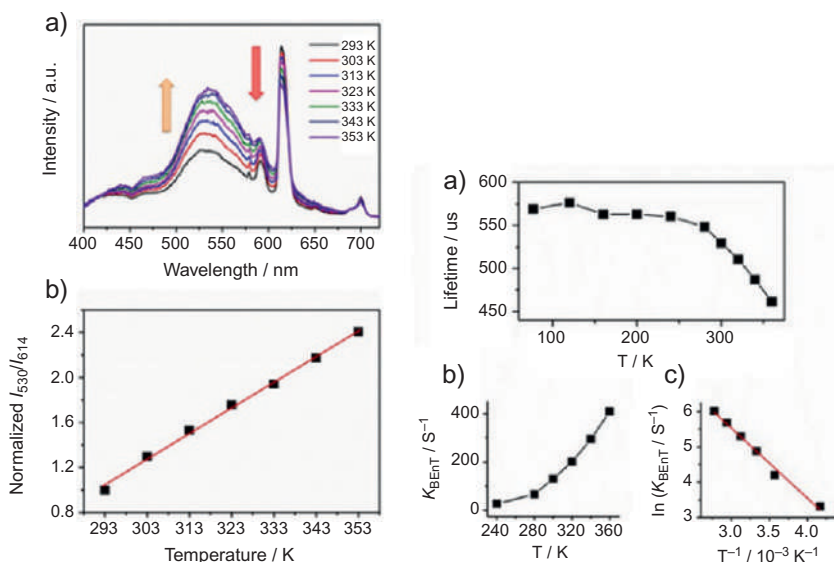 a)
Intensity / a.u.
293 K
303 K
313 K
323 K
333 K
343 K
353 K
400 450 500 550 600 650 700
Wavelength / nm
b)
Normalized I530/I614
2.4
2.0
1.6
1.2
0.8
293 303 313 323 333 343 353
Temperature / K
a)
Lifetime / us
600
550
500
450
100 200 300
T / K
b)
KBEnT / S−1
400
200
0
240 280 320 360
T / K
c)
ln (KBEnT / S−1)
6
5
4
3
3.0 3.6 4.2
T−1 / 10−3 K−1